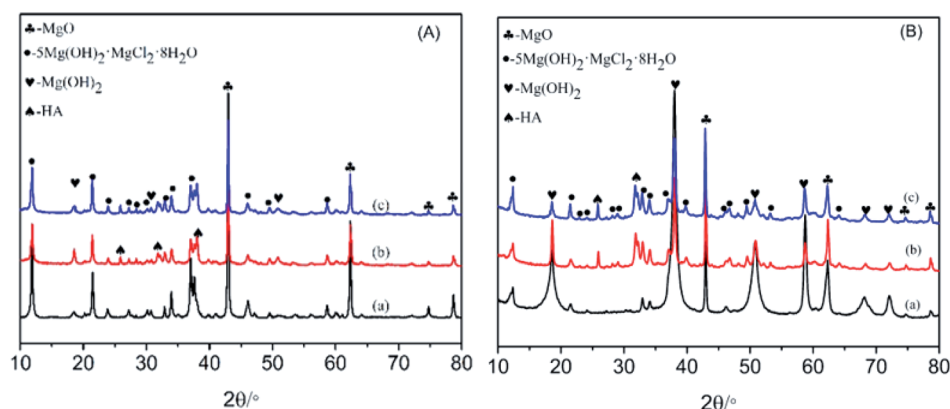 ♣-MgO
(A)
●-5Mg(OH)₂·MgCl₂·8H₂O
♥-Mg(OH)₂
♠-HA
(c)
(b)
(a)
10 20 30 40 50 60 70 80
2θ/°
♣-MgO
(B)
●-5Mg(OH)₂·MgCl₂·8H₂O
♥-Mg(OH)₂
♠-HA
(c)
(b)
(a)
10 20 30 40 50 60 70 80
2θ/°